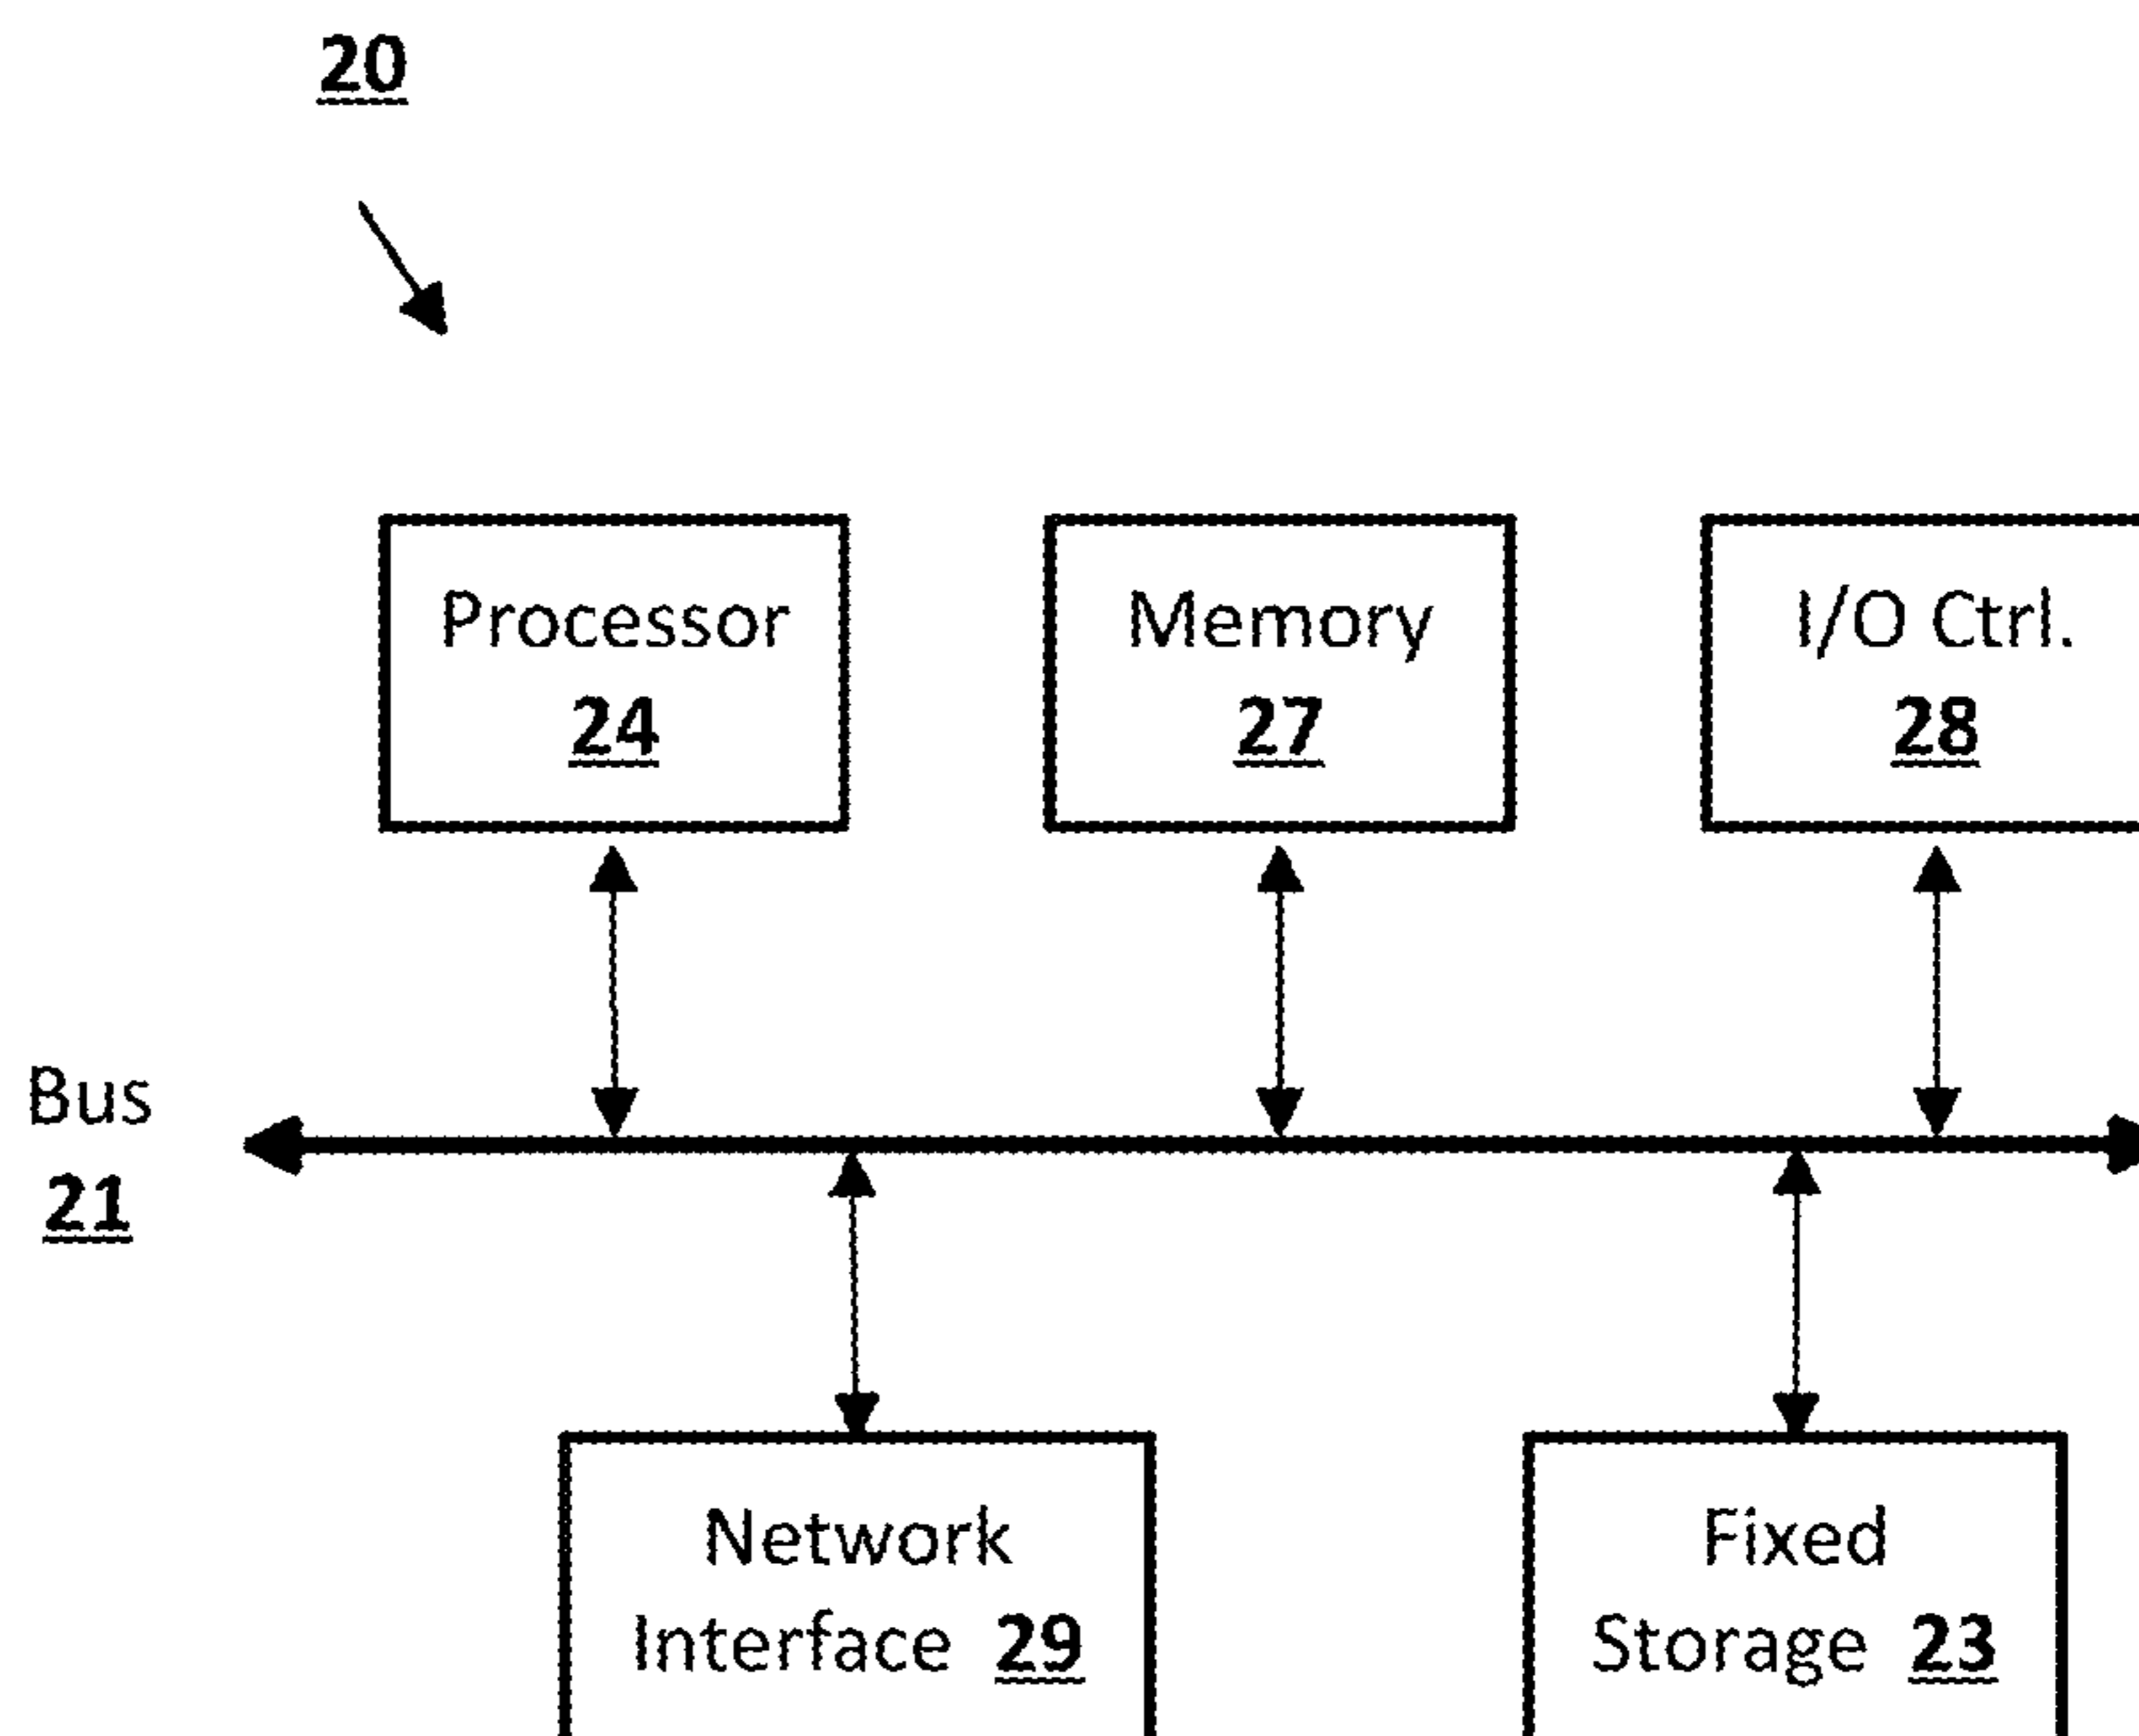 20
Processor
24
Memory
27
I/O Ctrl.
28
Bus
21
Network
Interface 29
Fixed
Storage 23